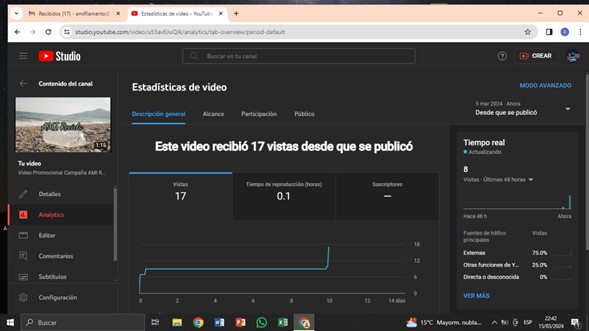 Recibidos (17) - amifilamento@
Estadísticas de video - YouTube
studio.youtube.com/video/u53av6luQJk/analytics/tab-overview/period-default
Studio
Buscar en tu canal
CREAR
Contenido del canal
Estadísticas de video
MODO AVANZADO
Descripción general
Alcance
Participación
Público
5 mar 2024 - Ahora
Desde que se publicó
AMI Recicla
1:15
Este video recibió 17 vistas desde que se publicó
Tu video
Video Promocional Campaña AMI R...
Vistas
17
Tiempo de reproducción (horas)
0.1
Suscriptores
—
Tiempo real
Actualizando
8
Vistas · Últimas 48 horas
Hace 48 h
Ahora
Fuentes de tráfico principales
Vistas
Externas
75.0%
Otras funciones de Y...
25.0%
Directa o desconocida
0%
VER MÁS
Detalles
Analytics
Editor
Comentarios
Subtítulos
Configuración
18
12
6
0
0
2
4
6
8
10
12
14 días
Buscar
15°C Mayorm. nubla...
ESP
22:42
15/03/2024